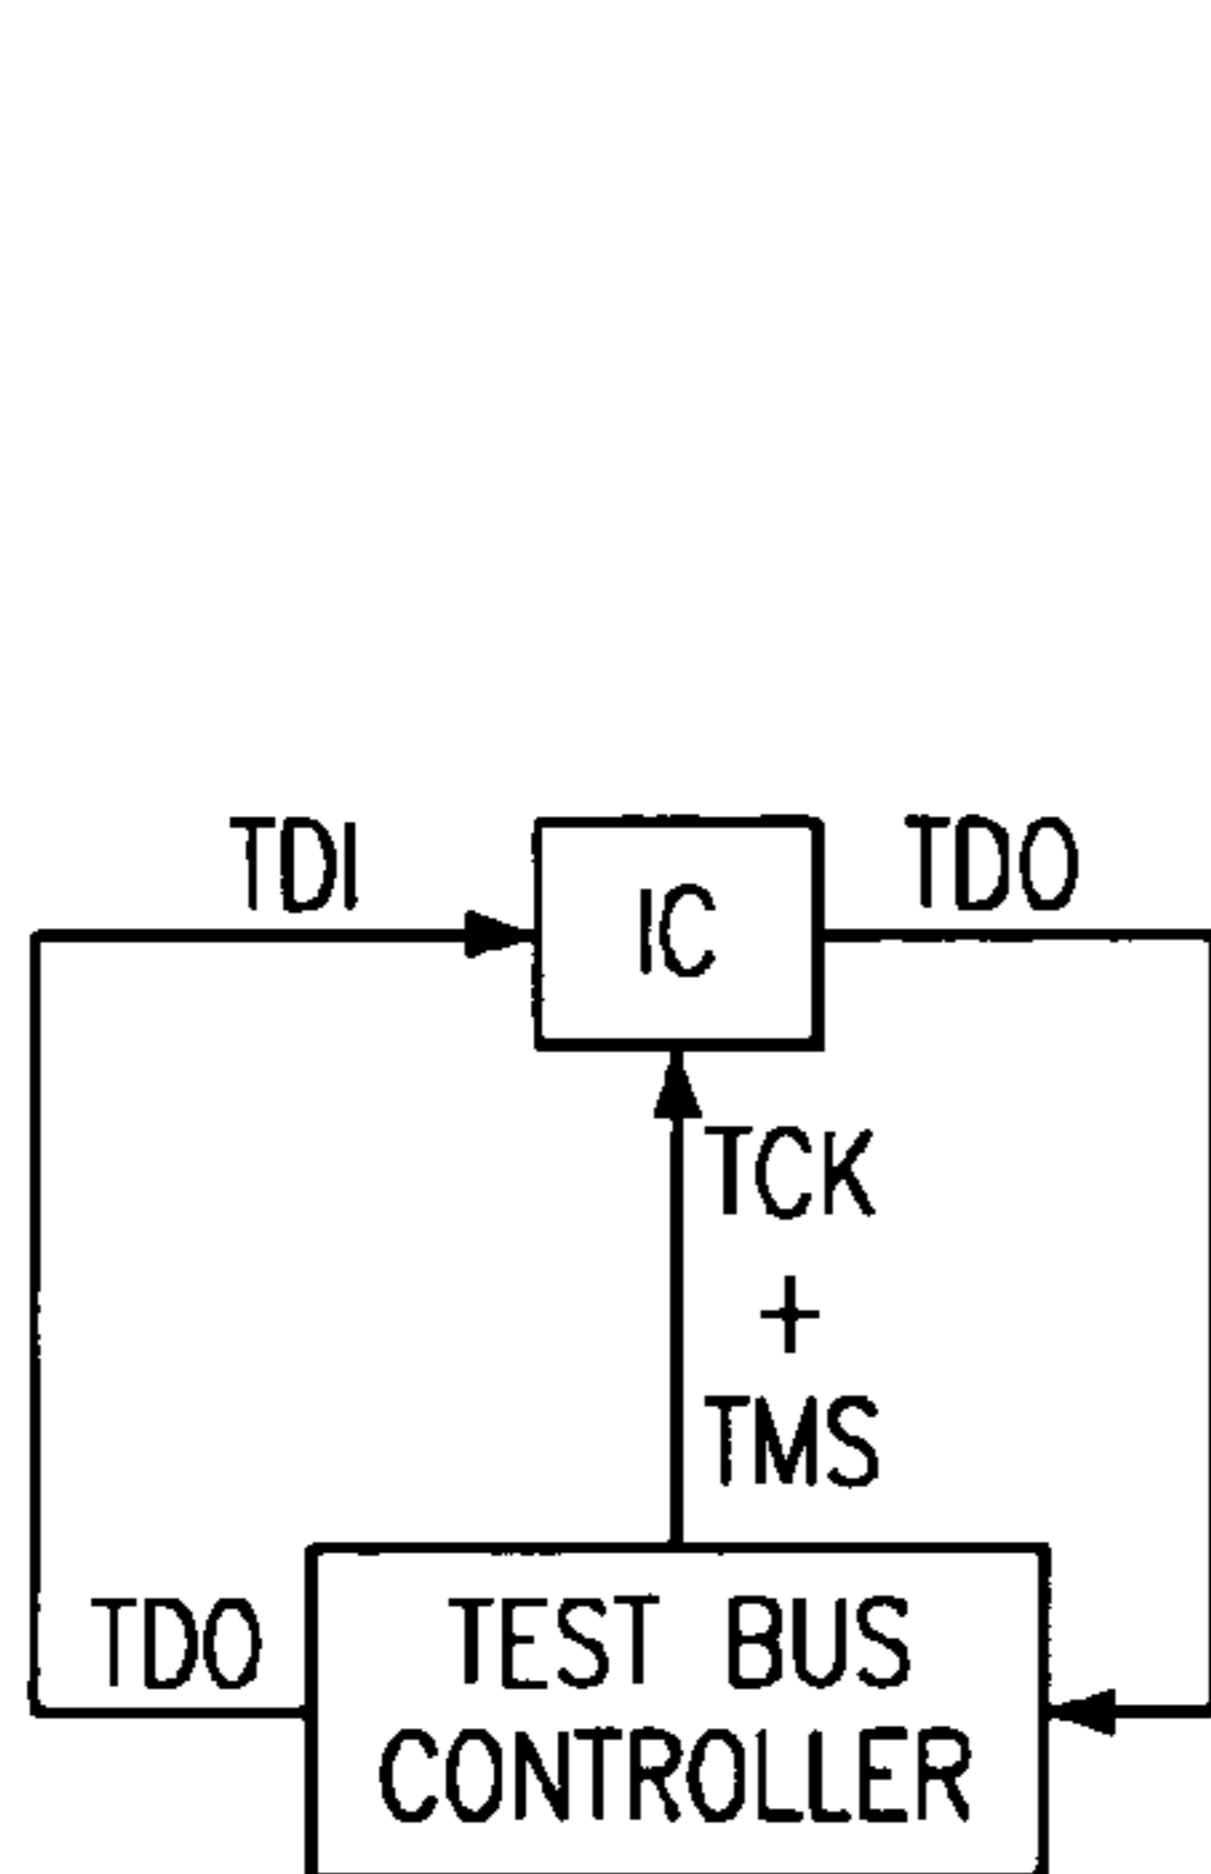 TDI
IC
TDO
TCK
+
TMS
TDO
TEST BUS
CONTROLLER